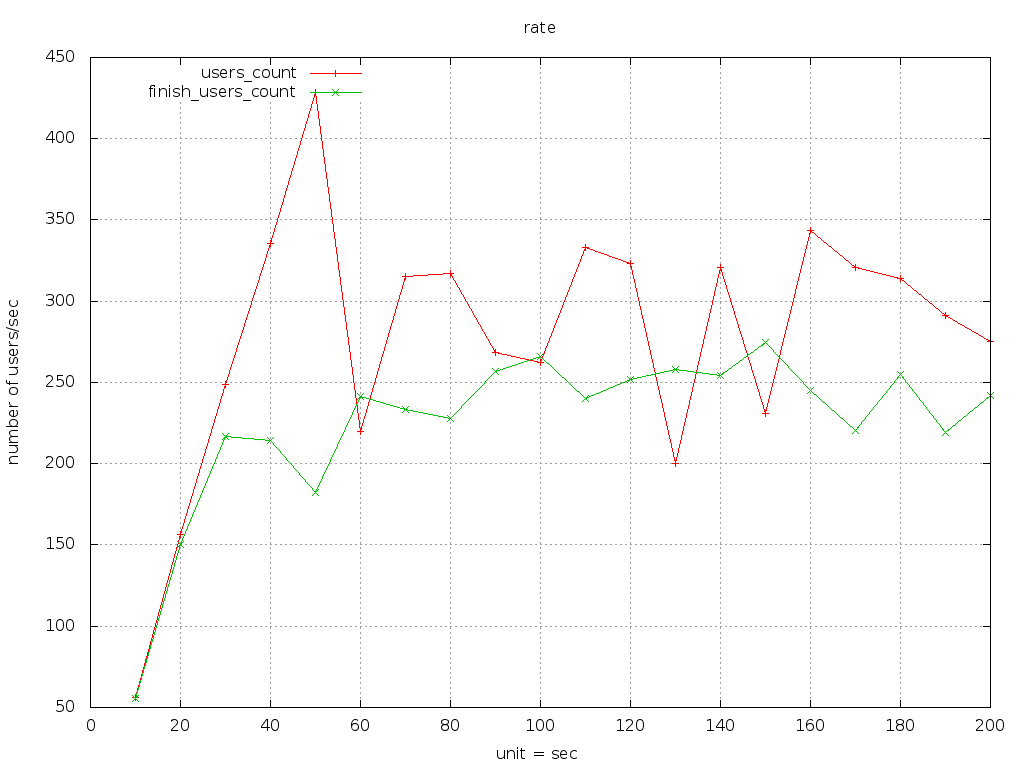 rate
users_count
finish_users_count
450
400
350
300
250
200
150
100
50
number of users/sec
0 20 40 60 80 100 120 140 160 180 200
unit = sec